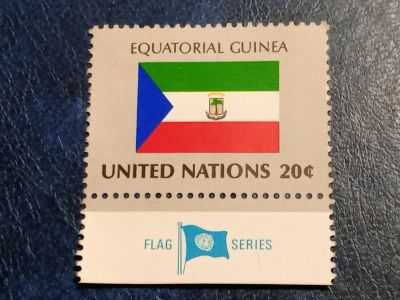 EQUATORIAL GUINEA
UNITED NATIONS 20¢
FLAG SERIES